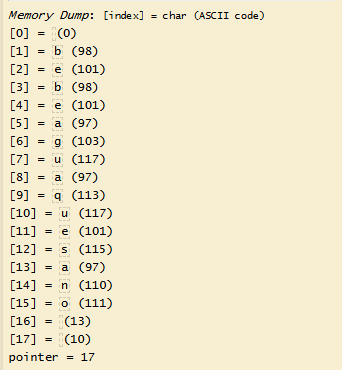 Memory Dump: [index] = char (ASCII code)
[0] = (0)
[1] = b (98)
[2] = e (101)
[3] = b (98)
[4] = e (101)
[5] = a (97)
[6] = g (103)
[7] = u (117)
[8] = a (97)
[9] = q (113)
[10] = u (117)
[11] = e (101)
[12] = s (115)
[13] = a (97)
[14] = n (110)
[15] = o (111)
[16] = (13)
[17] = (10)
pointer = 17